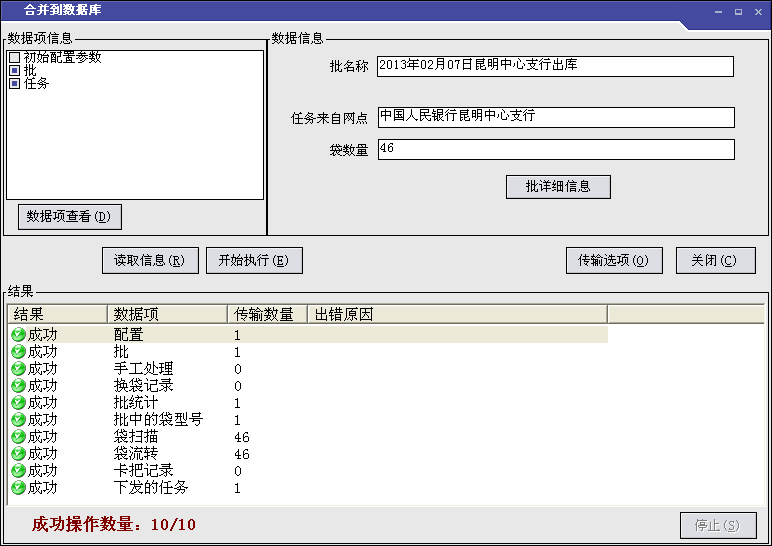 合并到数据库
数据项信息
初始配置参数
批
任务
数据项查看(D)
数据信息
批名称 2013年02月07日昆明中心支行出库
任务来自网点 中国人民银行昆明中心支行
袋数量 46
批详细信息
读取信息(R) 开始执行(E) 传输选项(O) 关闭(C)
结果
结果 数据项 传输数量 出错原因
成功 配置 1
成功 批 1
成功 手工处理 0
成功 换袋记录 0
成功 批统计 1
成功 批中的袋型号 1
成功 袋扫描 46
成功 袋流转 46
成功 卡把记录 0
成功 下发的任务 1
成功操作数量：10/10
停止(S)